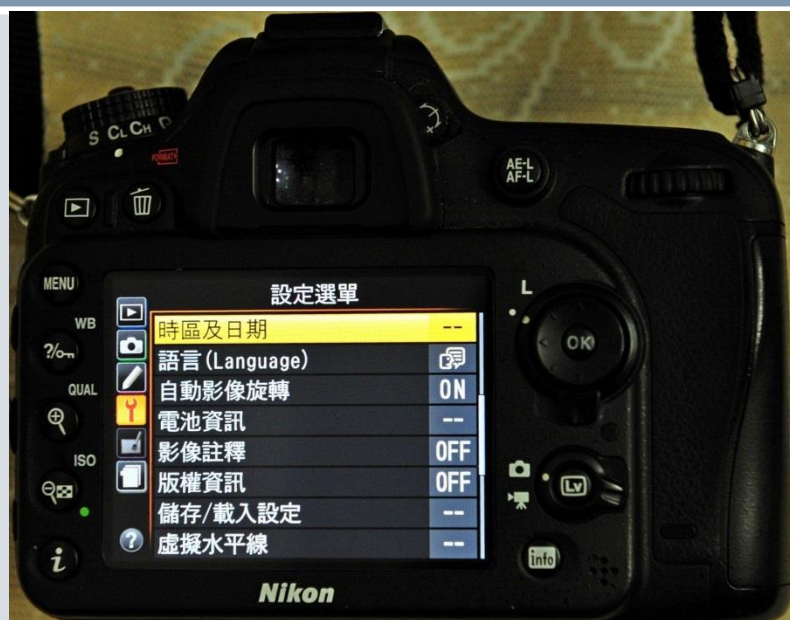 S CL CH
FORMAT
AE-L
AF-L
MENU
設定選單
L
WB
時區及日期 --
OK
?/
語言(Language)
QUAL
自動影像旋轉 ON
電池資訊 --
ISO
影像註釋 OFF
版權資訊 OFF
Lv
儲存/載入設定 --
? 虛擬水平線 --
i
info
Nikon